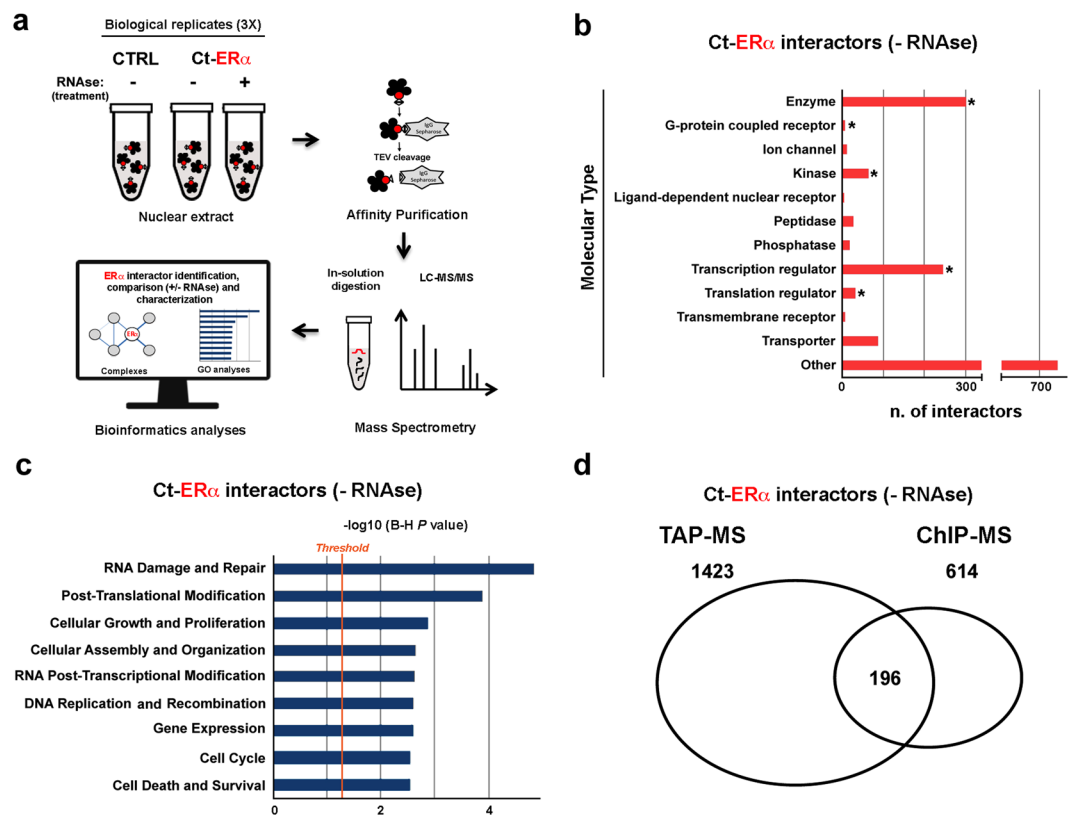 a
Biological replicates (3X)
CTRL Ct-ERα
RNAse: - - +
(treatment)
Nuclear extract
IgG
Sepharose
TEV cleavage
IgG
Sepharose
Affinity Purification
In-solution
digestion
LC-MS/MS
Mass Spectrometry
ERα interactor identification,
comparison (+/- RNAse) and
characterization
ERα
Complexes
GO analyses
Bioinformatics analyses
b
Ct-ERα interactors (- RNAse)
Molecular Type
Enzyme *
G-protein coupled receptor *
Ion channel
Kinase *
Ligand-dependent nuclear receptor
Peptidase
Phosphatase
Transcription regulator *
Translation regulator *
Transmembrane receptor
Transporter
Other
0 300 700
n. of interactors
c
Ct-ERα interactors (- RNAse)
-log10 (B-H P value)
Threshold
RNA Damage and Repair
Post-Translational Modification
Cellular Growth and Proliferation
Cellular Assembly and Organization
RNA Post-Transcriptional Modification
DNA Replication and Recombination
Gene Expression
Cell Cycle
Cell Death and Survival
0 2 4
d
Ct-ERα interactors (- RNAse)
TAP-MS ChIP-MS
1423 614
196